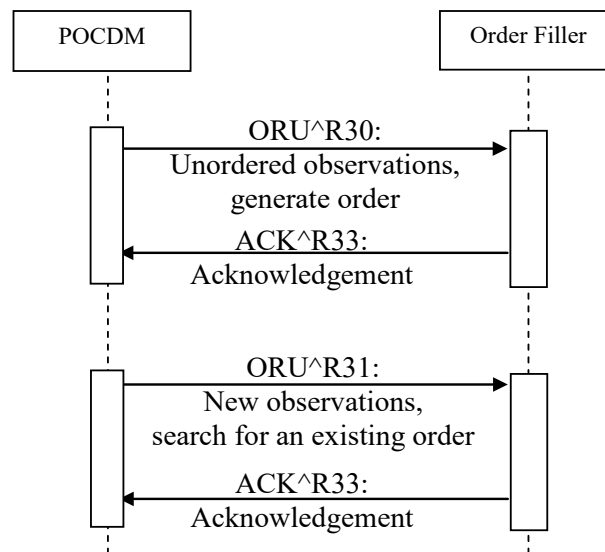 POCDM
Order Filler
ORU^R30:
Unordered observations,
generate order
ACK^R33:
Acknowledgement
ORU^R31:
New observations,
search for an existing order
ACK^R33:
Acknowledgement